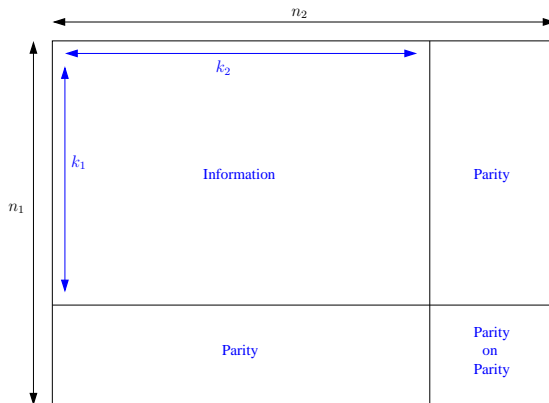 n₂
k₂
k₁
n₁
Information
Parity
Parity
Parity
on
Parity